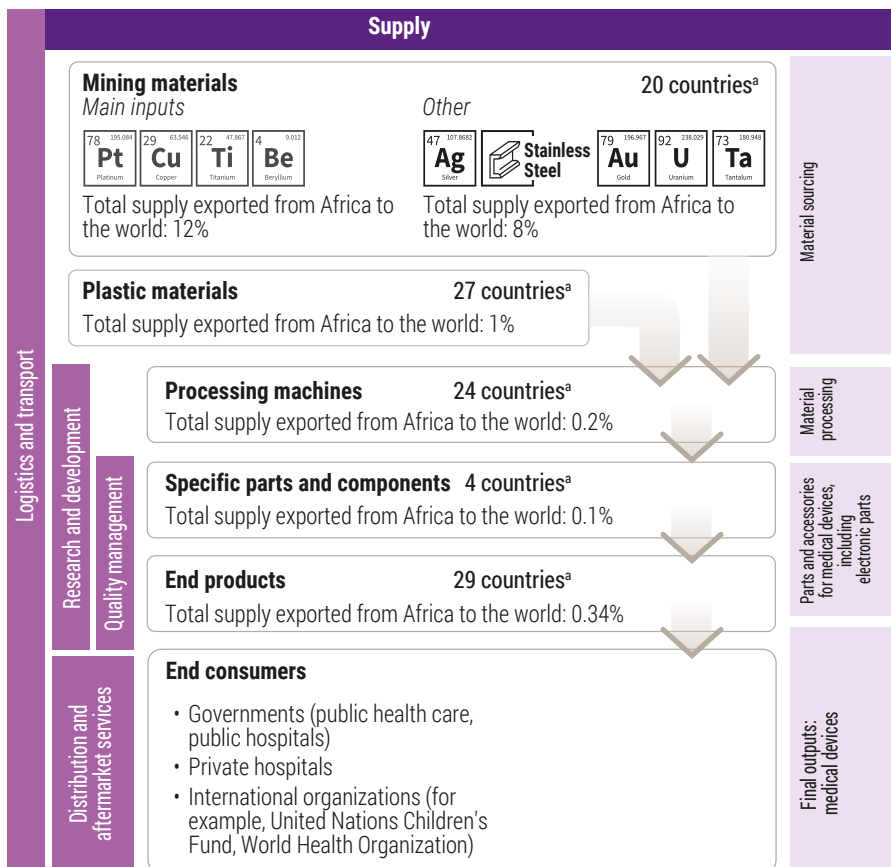 Supply
Logistics and transport
Mining materials
20 countriesᵃ
Main inputs
Other
78 195.084
Pt
Platinum
29 63.546
Cu
Copper
22 47.867
Ti
Titanium
4 9.012
Be
Beryllium
47 107.8682
Ag
Silver
Stainless
Steel
79 196.967
Au
Gold
92 238.029
U
Uranium
73 180.948
Ta
Tantalum
Total supply exported from Africa to
the world: 12%
Total supply exported from Africa to
the world: 8%
Material sourcing
Plastic materials
27 countriesᵃ
Total supply exported from Africa to the world: 1%
Research and development
Processing machines
24 countriesᵃ
Total supply exported from Africa to the world: 0.2%
Material
processing
Quality management
Specific parts and components 4 countriesᵃ
Total supply exported from Africa to the world: 0.1%
Parts and accessories
for medical devices,
including
electronic parts
End products
29 countriesᵃ
Total supply exported from Africa to the world: 0.34%
Distribution and
aftermarket services
End consumers
• Governments (public health care,
public hospitals)
• Private hospitals
• International organizations (for
example, United Nations Children's
Fund, World Health Organization)
Final outputs:
medical devices